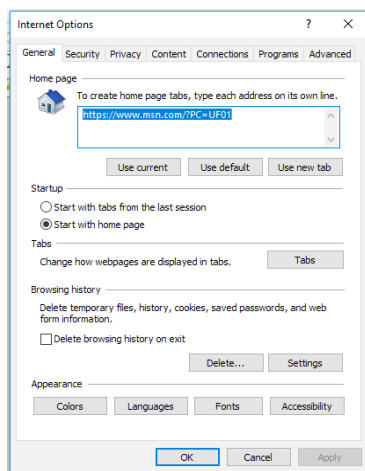 Internet Options
?
General Security Privacy Content Connections Programs Advanced
Home page
To create home page tabs, type each address on its own line.
https://www.msn.com/?PC=UF01
Use current Use default Use new tab
Startup
Start with tabs from the last session
Start with home page
Tabs
Change how webpages are displayed in tabs. Tabs
Browsing history
Delete temporary files, history, cookies, saved passwords, and web
form information.
Delete browsing history on exit
Delete... Settings
Appearance
Colors Languages Fonts Accessibility
OK Cancel Apply